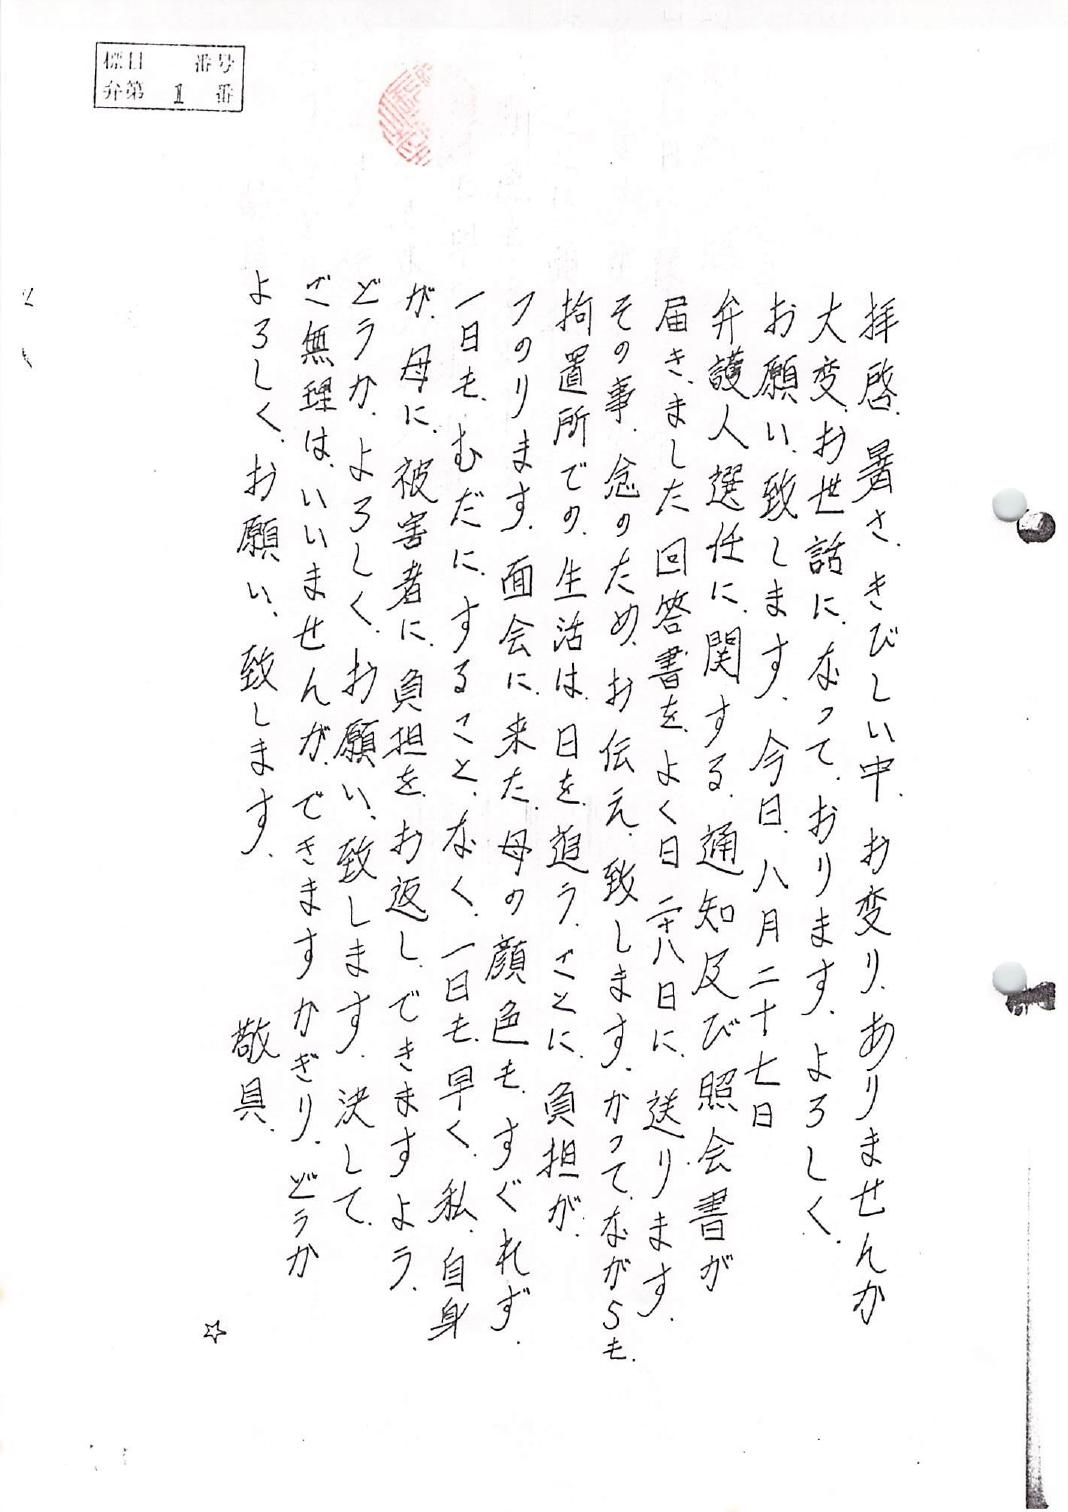 標目 番号
弁第 1 番
拝啓、暑さ、きびしい中、お変り、ありませんか
大変、お世話に、なって、おります、よろしく、
お願い、致します、今日、八月二十七日
弁護人選任に、関する、通知及び照会書が
届き、ました、回答書を、よく日、二十八日に、送ります、
その事、念のため、お伝え、致します、かって、ながらも、
拘置所での、生活は、日を、追う、ごとに、負担が、
つのります、面会に、来た、母の顔色も、すぐれず、
一日も、むだに、すること、なく、一日も、早く、私、自身
が、母に、被害者に、負担を、お返し、できますよう、
どうか、よろしく、お願い、致します、決して、
ご無理は、いいませんが、できますかぎり、どうか
よろしく、お願い、致します、
敬具、